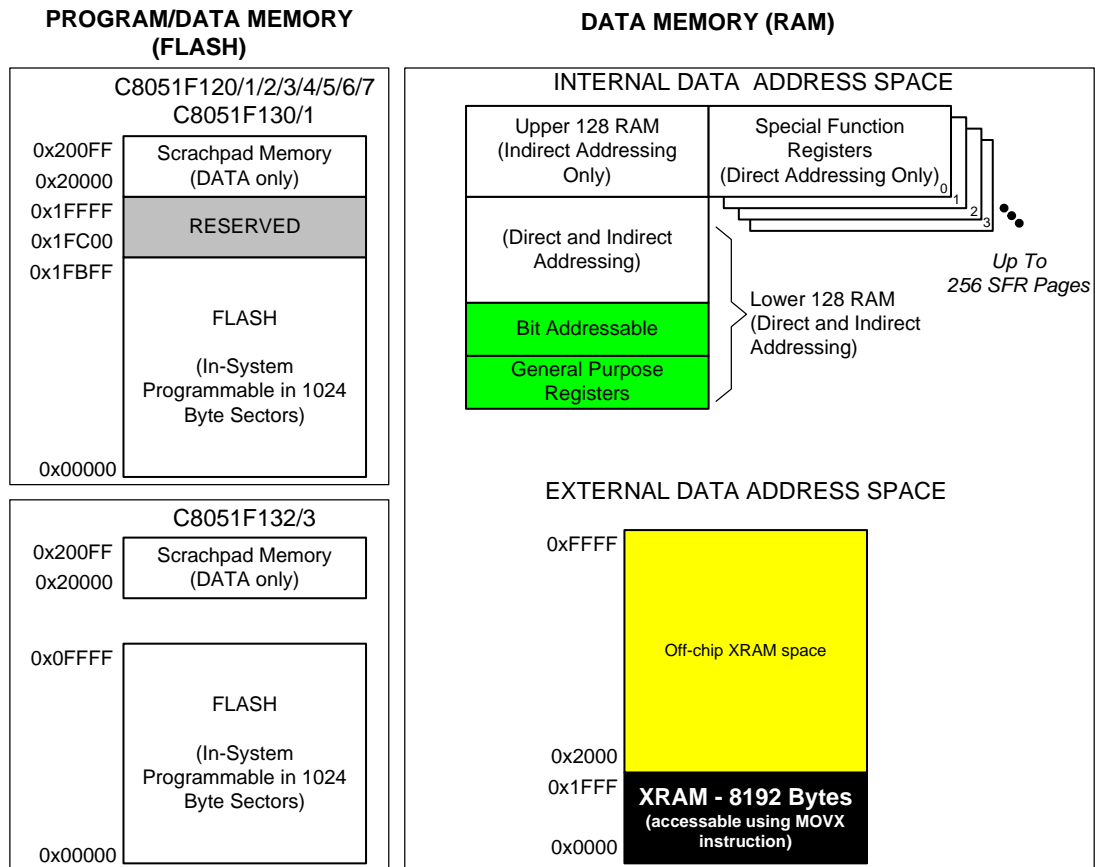 PROGRAM/DATA MEMORY
(FLASH)
C8051F120/1/2/3/4/5/6/7
C8051F130/1
0x200FF
0x20000
Scrachpad Memory
(DATA only)
0x1FFFF
0x1FC00
RESERVED
0x1FBFF
FLASH
(In-System
Programmable in 1024
Byte Sectors)
0x00000
C8051F132/3
0x200FF
0x20000
Scrachpad Memory
(DATA only)
0x0FFFF
FLASH
(In-System
Programmable in 1024
Byte Sectors)
0x00000
DATA MEMORY (RAM)
INTERNAL DATA ADDRESS SPACE
Upper 128 RAM
(Indirect Addressing
Only)
Special Function
Registers
(Direct Addressing Only)
0
1
2
3
Up To
256 SFR Pages
(Direct and Indirect
Addressing)
Bit Addressable
General Purpose
Registers
Lower 128 RAM
(Direct and Indirect
Addressing)
EXTERNAL DATA ADDRESS SPACE
0xFFFF
Off-chip XRAM space
0x2000
0x1FFF
XRAM - 8192 Bytes
(accessable using MOVX
instruction)
0x0000